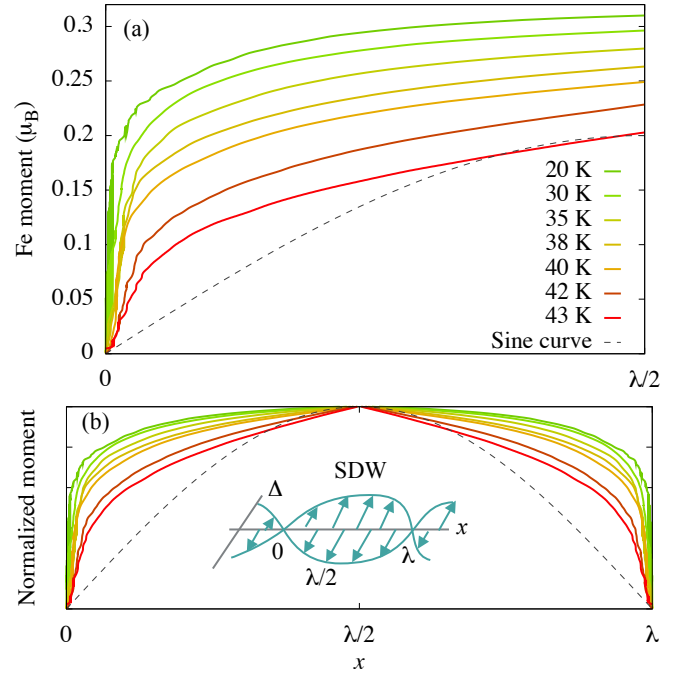 (a)
0.3
0.25
0.2
0.15
0.1
0.05
0
Fe moment (μB)
20 K
30 K
35 K
38 K
40 K
42 K
43 K
Sine curve
0
λ/2
(b)
Normalized moment
SDW
Δ
x
0
λ
λ/2
0
λ/2
λ
x